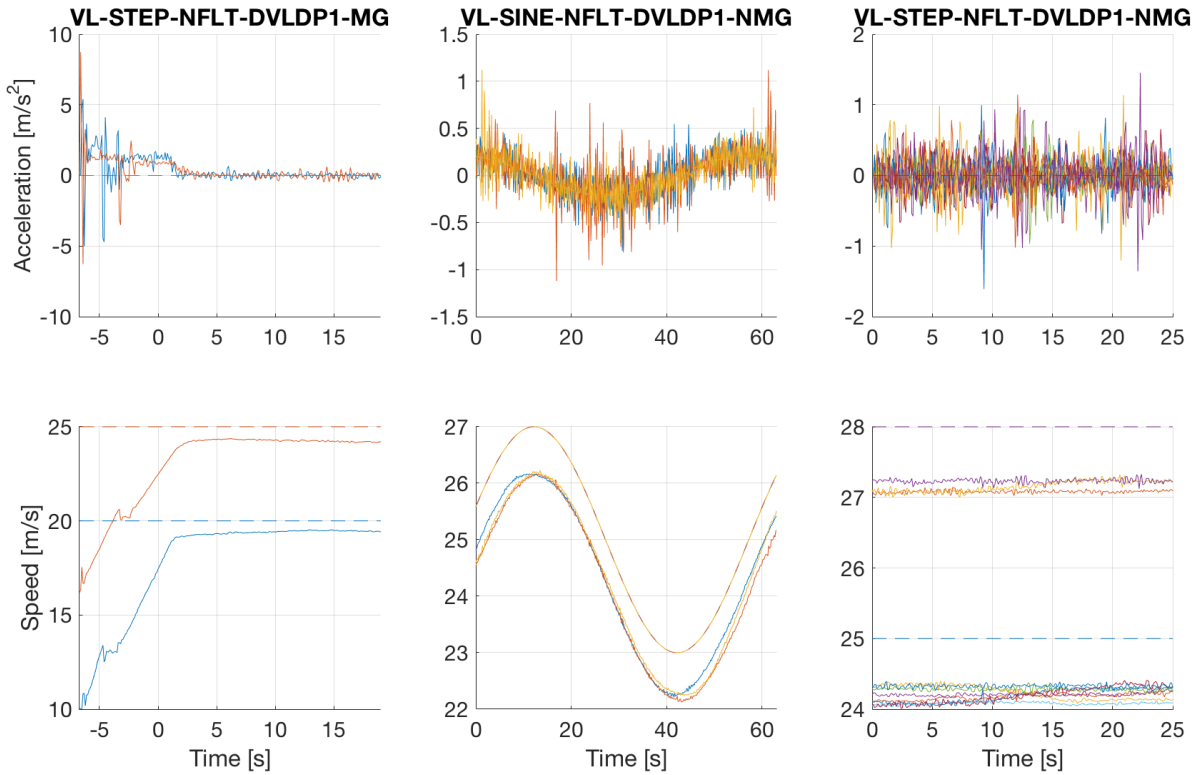 VL-STEP-NFLT-DVLDP1-MG
VL-SINE-NFLT-DVLDP1-NMG
VL-STEP-NFLT-DVLDP1-NMG
Acceleration [m/s²]
10
5
0
-5
-10
-5 0 5 10 15
1.5
1
0.5
0
-0.5
-1
-1.5
0 20 40 60
2
1
0
-1
-2
0 5 10 15 20 25
Speed [m/s]
25
20
15
10
-5 0 5 10 15
Time [s]
27
26
25
24
23
22
0 20 40 60
Time [s]
28
27
26
25
24
0 5 10 15 20 25
Time [s]